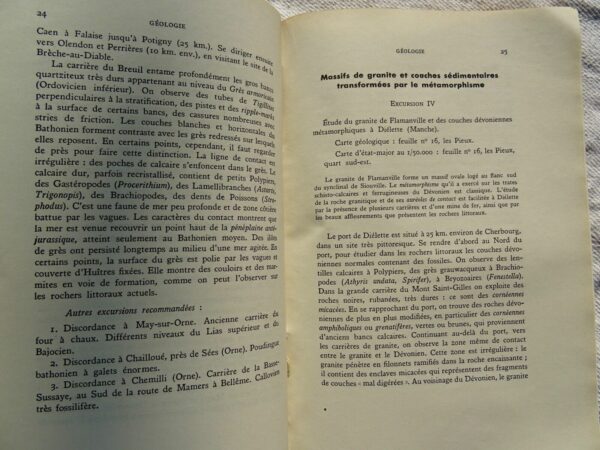 24
GÉOLOGIE
Caen à Falaise jusqu'à Potigny (25 km.). Se diriger ensuite
vers Olendon et Perrières (10 km. env.), en visitant le site de la
Brèche-au-Diable.
La carrière du Breuil entame profondément les gros bancs
quartziteux très durs appartenant au niveau du Grès armoricain
(Ordovicien inférieur). On observe des tubes de Tigillites
perpendiculaires à la stratification, des pistes et des ripple-marks
à la surface de certains bancs, des cassures nombreuses avec
stries de friction. Les couches blanches et horizontales du
Bathonien forment contraste avec les grès redressés sur lesquels
elles reposent. En certains points, cependant, il faut regarder
de près pour faire cette distinction. La ligne de contact en
irrégulière : des poches de calcaire s'enfoncent dans le grès. Le
calcaire dur, parfois recristallisé, contient de petits Polypiers,
des Gastéropodes (Procerithium), des Lamellibranches (Astarte,
Trigonopis), des Brachiopodes, des dents de Poissons (Stro-
phodus). C'est une faune de mer peu profonde et de zone côtière
battue par les vagues. Les caractères du contact montrent que
la mer est venue recouvrir un point haut de la pénéplaine anti-
jurassique, atteint seulement au Bathonien moyen. Des îlots
de grès ont persisté longtemps au milieu d'une mer agitée. En
certains points, la surface du grès est polie par les vagues et
couverte d'Huîtres fixées. Elle montre des couloirs et des mar-
mites en voie de formation, comme on peut l'observer sur
les rochers littoraux actuels.
Autres excursions recommandées :
1. Discordance à May-sur-Orne. Ancienne carrière du
four à chaux. Différents niveaux du Lias supérieur et du
Bajocien.
2. Discordance à Chailloué, près de Sées (Orne). Poudingue
bathonien à galets énormes.
3. Discordance à Chemilli (Orne). Carrière de la Basse-
Sussaye, au Sud de la route de Mamers à Bellême. Callovien
très fossilifère.
GÉOLOGIE
25
Massifs de granite et couches sédimentaires
transformées par le métamorphisme
EXCURSION IV
Étude du granite de Flamanville et des couches dévoniennes
métamorphiques à Diélette (Manche).
Carte géologique : feuille nº 16, les Pieux.
Carte d'état-major au 1/50.000 : feuille nº 16, les Pieux,
quart sud-est.
Le granite de Flamanville forme un massif ovale logé au flanc sud
du synclinal de Siouville. Le métamorphisme qu'il a exercé sur les strates
schisto-calcaires et ferrugineuses du Dévonien est classique. L'étude
de la roche granitique et de ses auréoles de contact est facilitée à Diélette
par la présence de plusieurs carrières et d'une mine de fer, ainsi que par
les beaux affleurements que présentent les rochers littoraux.
Le port de Diélette est situé à 25 km. environ de Cherbourg,
dans un site très pittoresque. Se rendre d'abord au Nord du
port, pour étudier dans les rochers littoraux les couches dévo-
niennes normales contenant des fossiles. On observe des len-
tilles calcaires à Polypiers, des grès grauwacqueux à Brachio-
podes (Athyris undata, Spirifer), à Bryozoaires (Fenestella).
Dans la grande carrière du Mont Saint-Gilles on exploite des
roches noires, rubanées, très dures : ce sont des cornéennes
micacées. En se rapprochant du port, on trouve des roches dévo-
niennes de plus en plus modifiées, en particulier des cornéennes
amphiboliques ou grenatifères, vertes ou brunes, qui proviennent
d'anciens bancs calcaires. Continuant au-delà du port, vers
les carrières de granite, on observe la zone même de contact
entre le granite et le Dévonien. Cette zone est irrégulière : le
granite pénètre en filonnets ramifiés dans la roche encaissante ;
il contient des enclaves micacées qui représentent des fragments
de couches « mal digérées ». Au voisinage du Dévonien, le granite